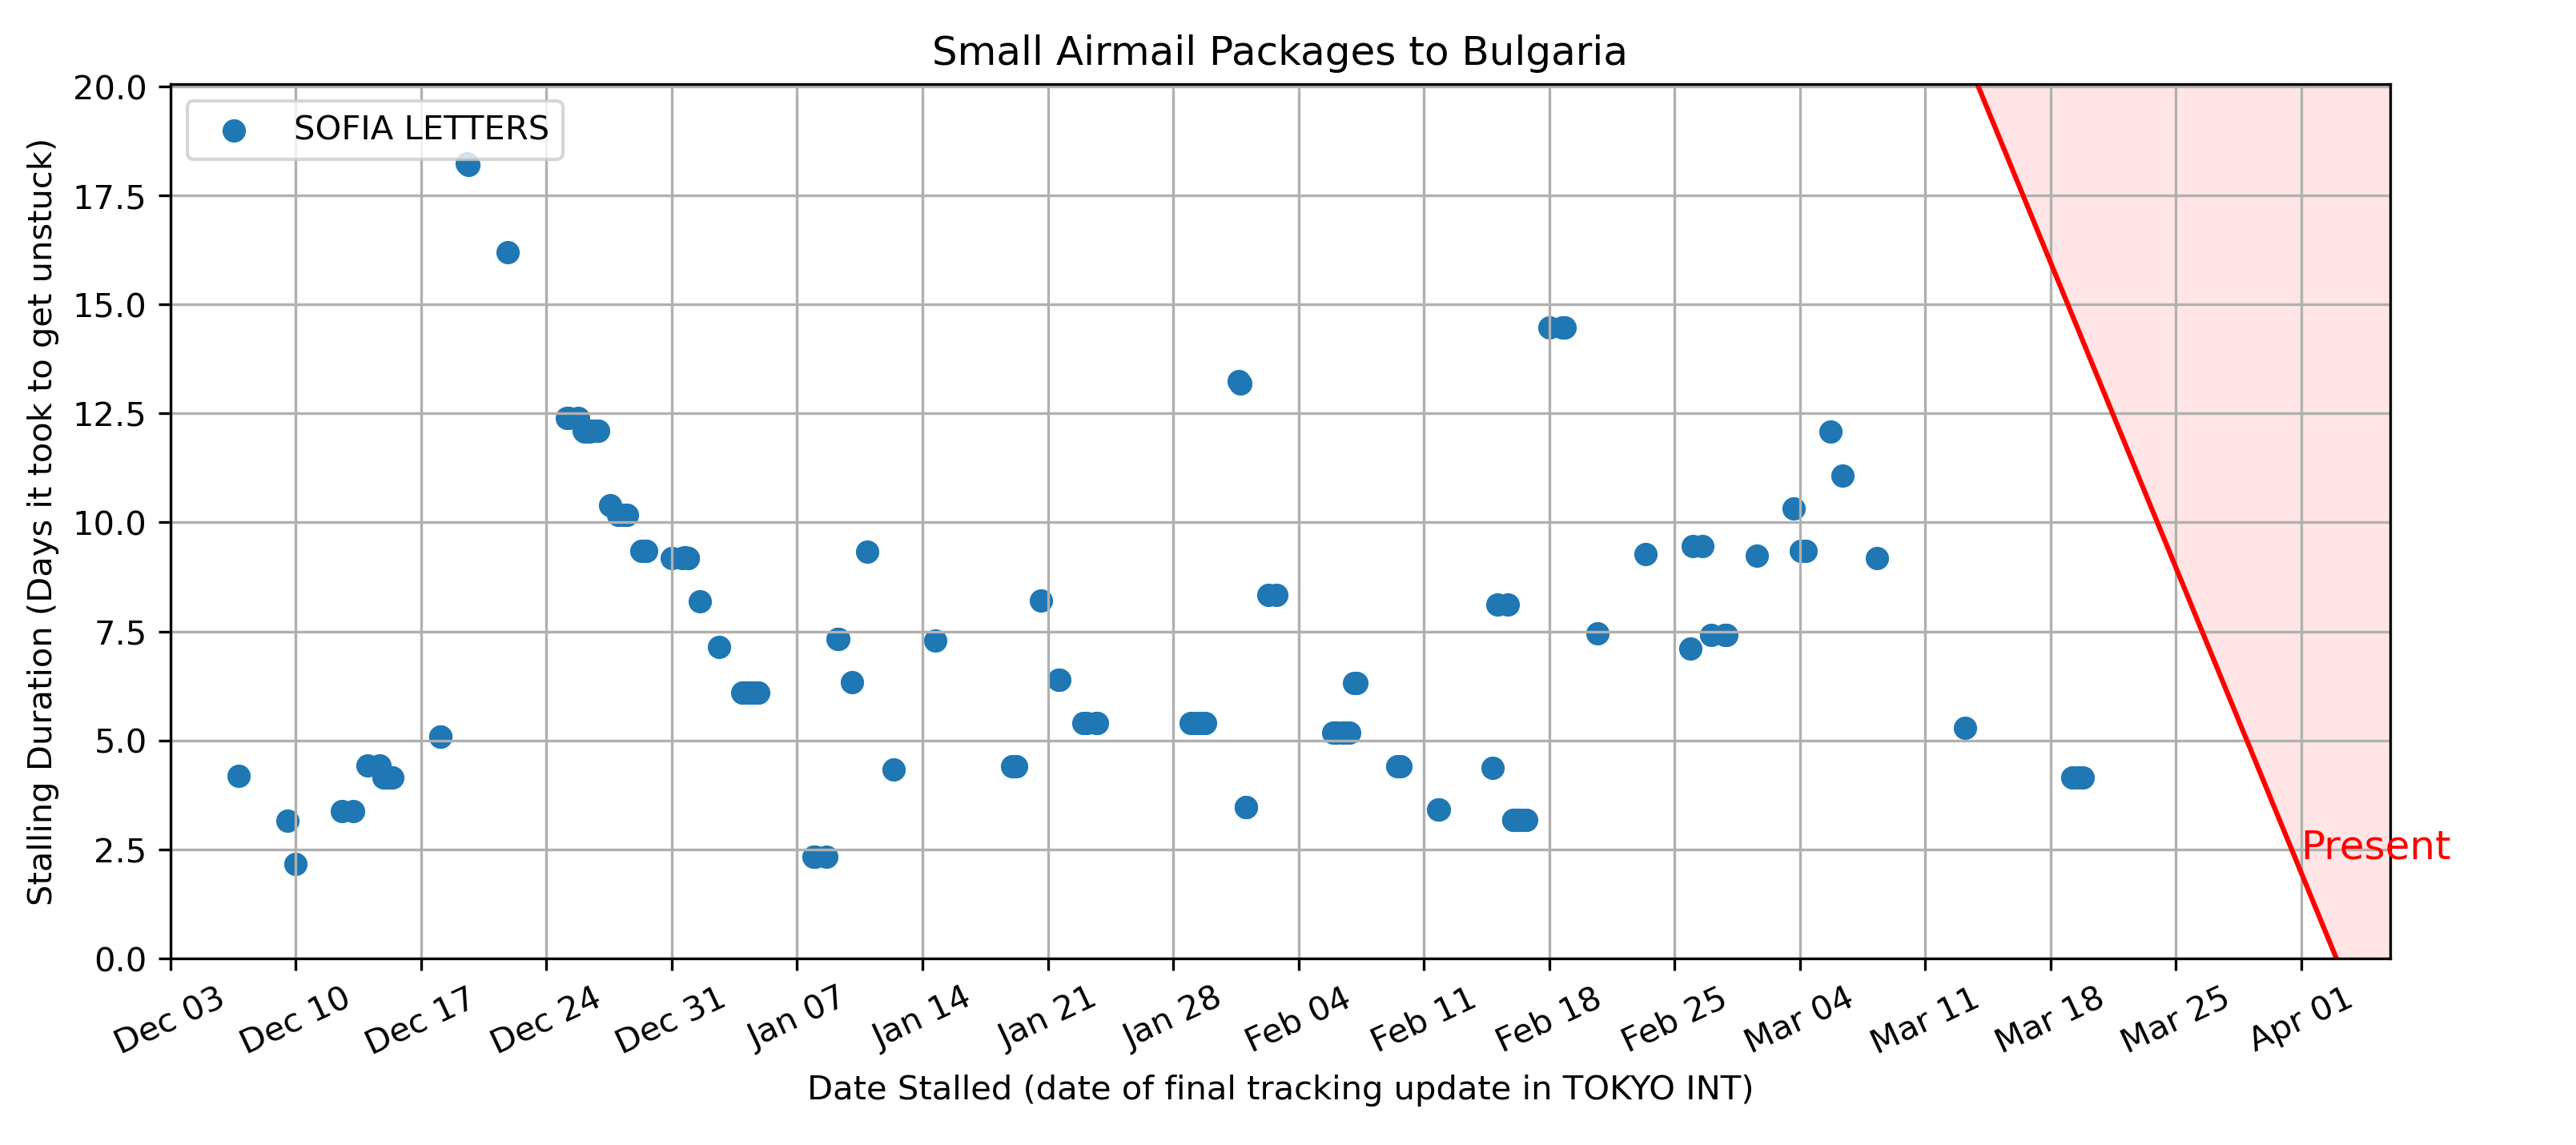 Small Airmail Packages to Bulgaria
SOFIA LETTERS
Stalling Duration (Days it took to get unstuck)
20.0
17.5
15.0
12.5
10.0
7.5
5.0
2.5
0.0
Present
Dec 03
Dec 10
Dec 17
Dec 24
Dec 31
Jan 07
Jan 14
Jan 21
Jan 28
Feb 04
Feb 11
Feb 18
Feb 25
Mar 04
Mar 11
Mar 18
Mar 25
Apr 01
Date Stalled (date of final tracking update in TOKYO INT)